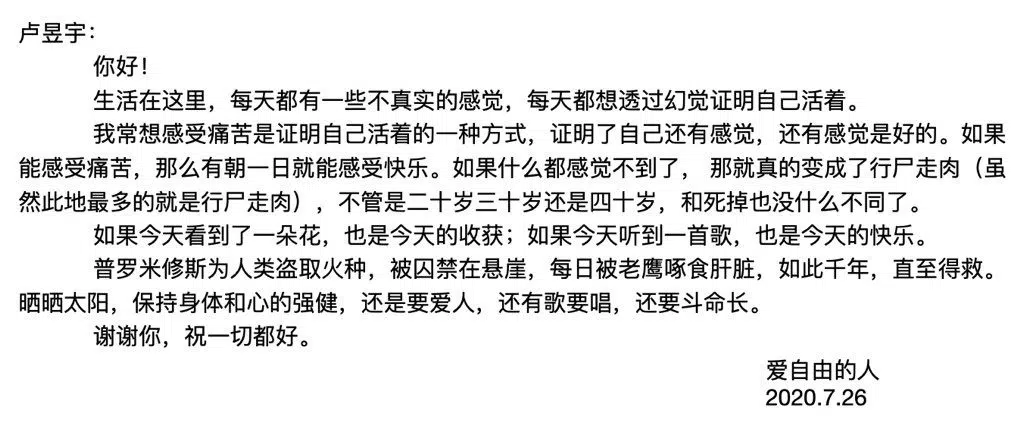 卢昱宇：
你好！
生活在这里，每天都有一些不真实的感觉，每天都想透过幻觉证明自己活着。
我常想感受痛苦是证明自己活着的一种方式，证明了自己还有感觉，还有感觉是好的。如果
能感受痛苦，那么有朝一日就能感受快乐。如果什么都感觉不到了， 那就真的变成了行尸走肉（虽
然此地最多的就是行尸走肉），不管是二十岁三十岁还是四十岁，和死掉也没什么不同了。
如果今天看到了一朵花，也是今天的收获；如果今天听到一首歌，也是今天的快乐。
普罗米修斯为人类盗取火种，被囚禁在悬崖，每日被老鹰啄食肝脏，如此千年，直至得救。
晒晒太阳，保持身体和心的强健，还是要爱人，还有歌要唱，还要斗命长。
谢谢你，祝一切都好。
爱自由的人
2020.7.26